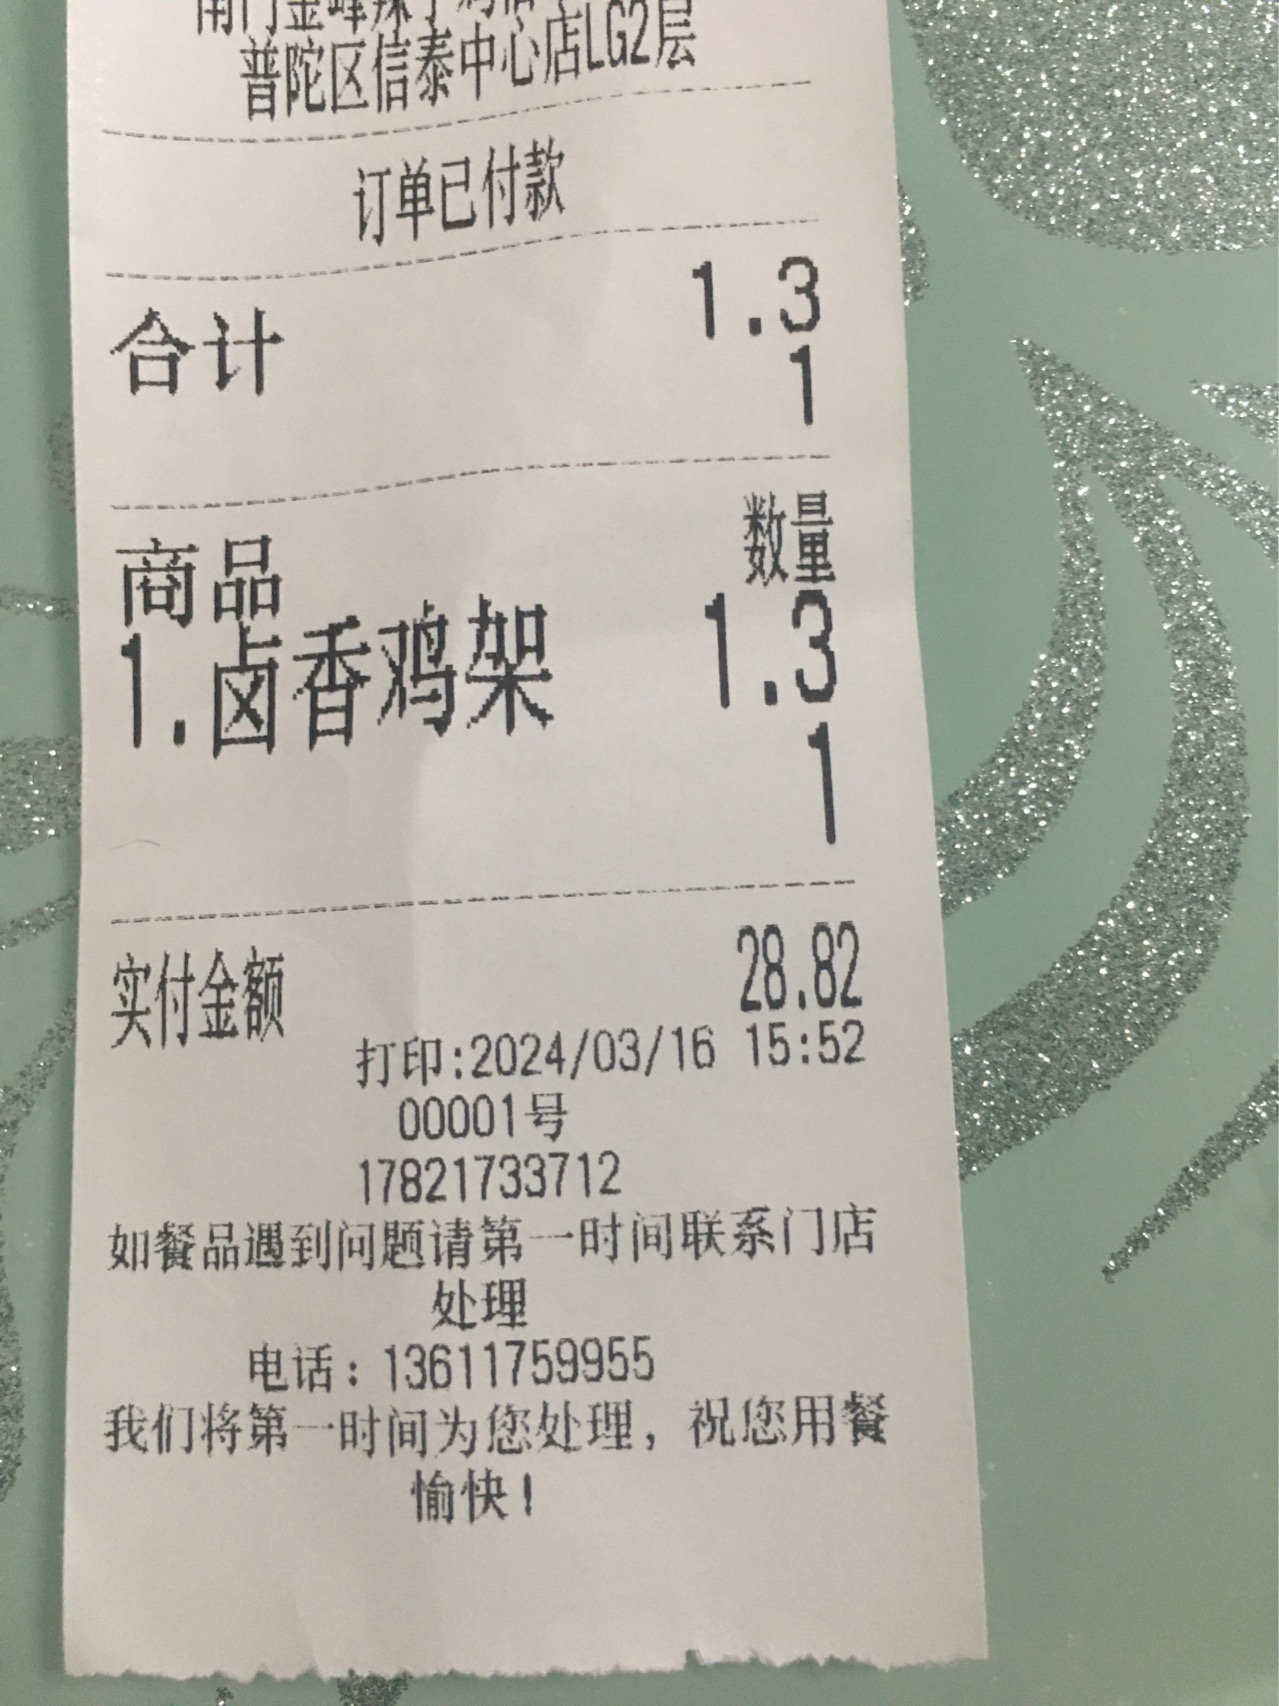 普陀区信泰中心店LG2层
订单已付款
合计 1.3
1
商品 数量
1.卤香鸡架 1.3
1
实付金额 28.82
打印:2024/03/16 15:52
00001号
17821733712
如餐品遇到问题请第一时间联系门店
处理
电话：13611759955
我们将第一时间为您处理，祝您用餐
愉快！